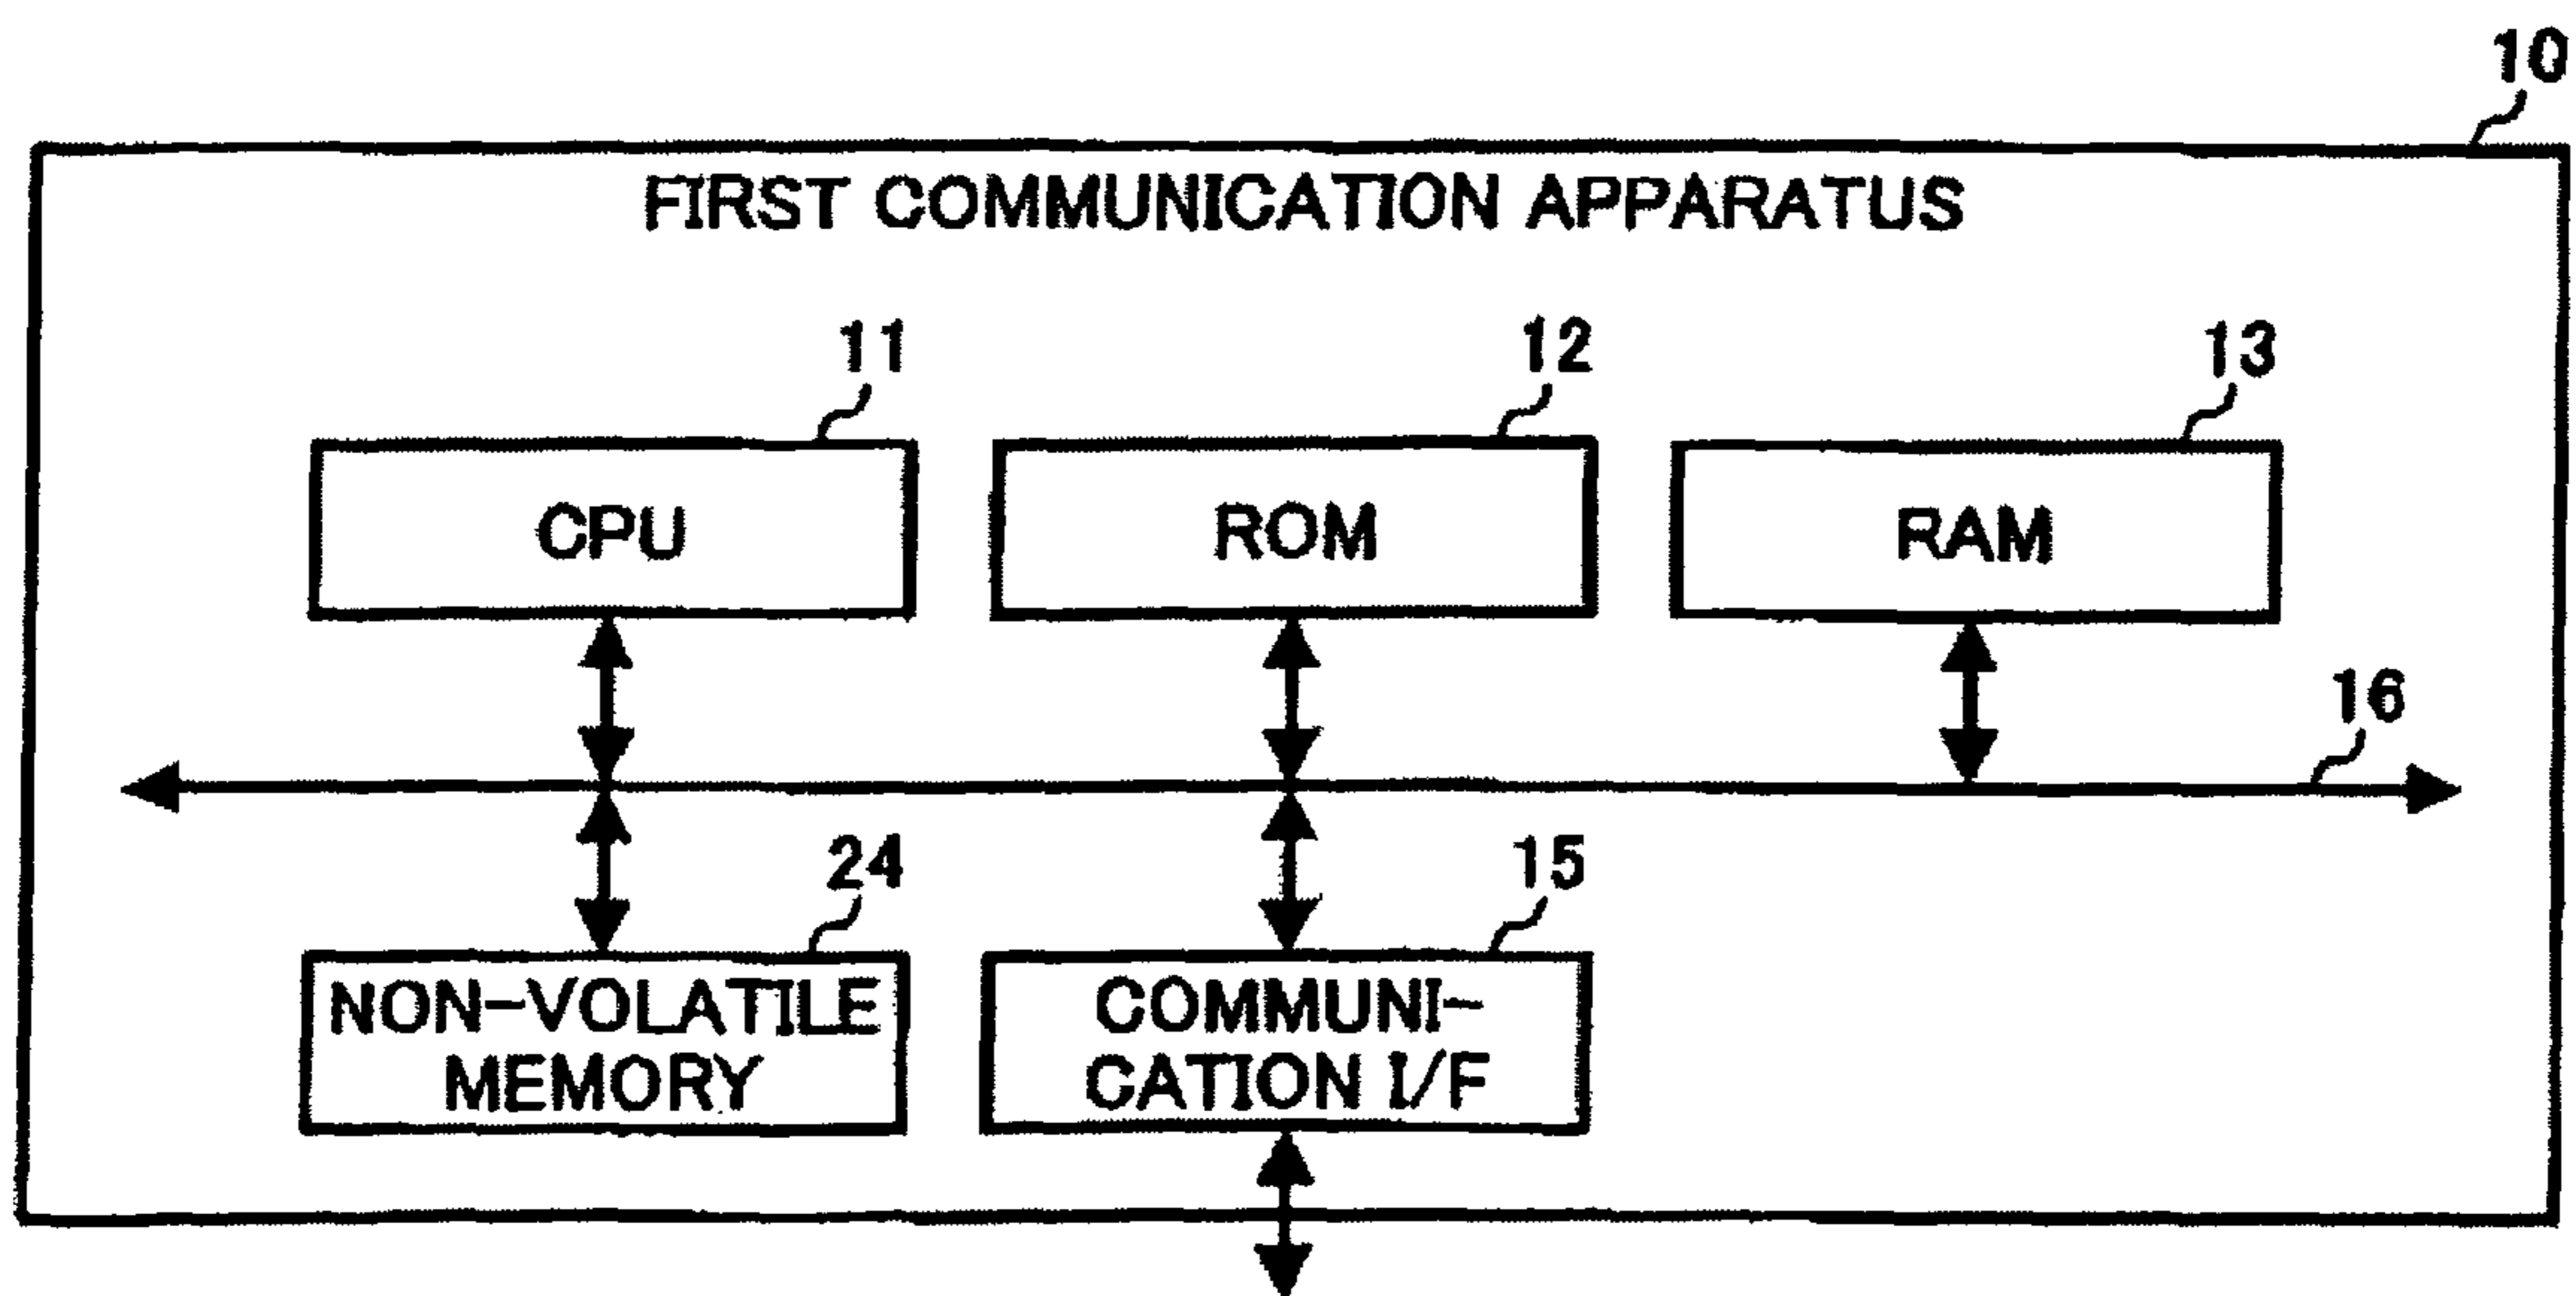 10
FIRST COMMUNICATION APPARATUS
11
12
13
CPU
ROM
RAM
16
24
15
NON-VOLATILE
MEMORY
COMMUNI-
CATION I/F